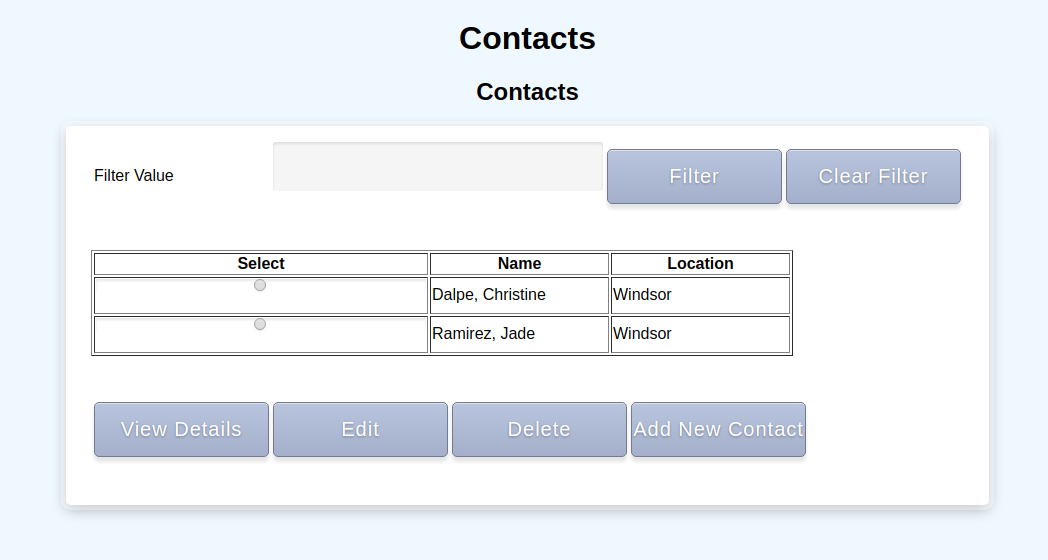 Contacts
Contacts
Filter Value Filter Clear Filter
Select Name Location
Dalpe, Christine Windsor
Ramirez, Jade Windsor
View Details Edit Delete Add New Contact